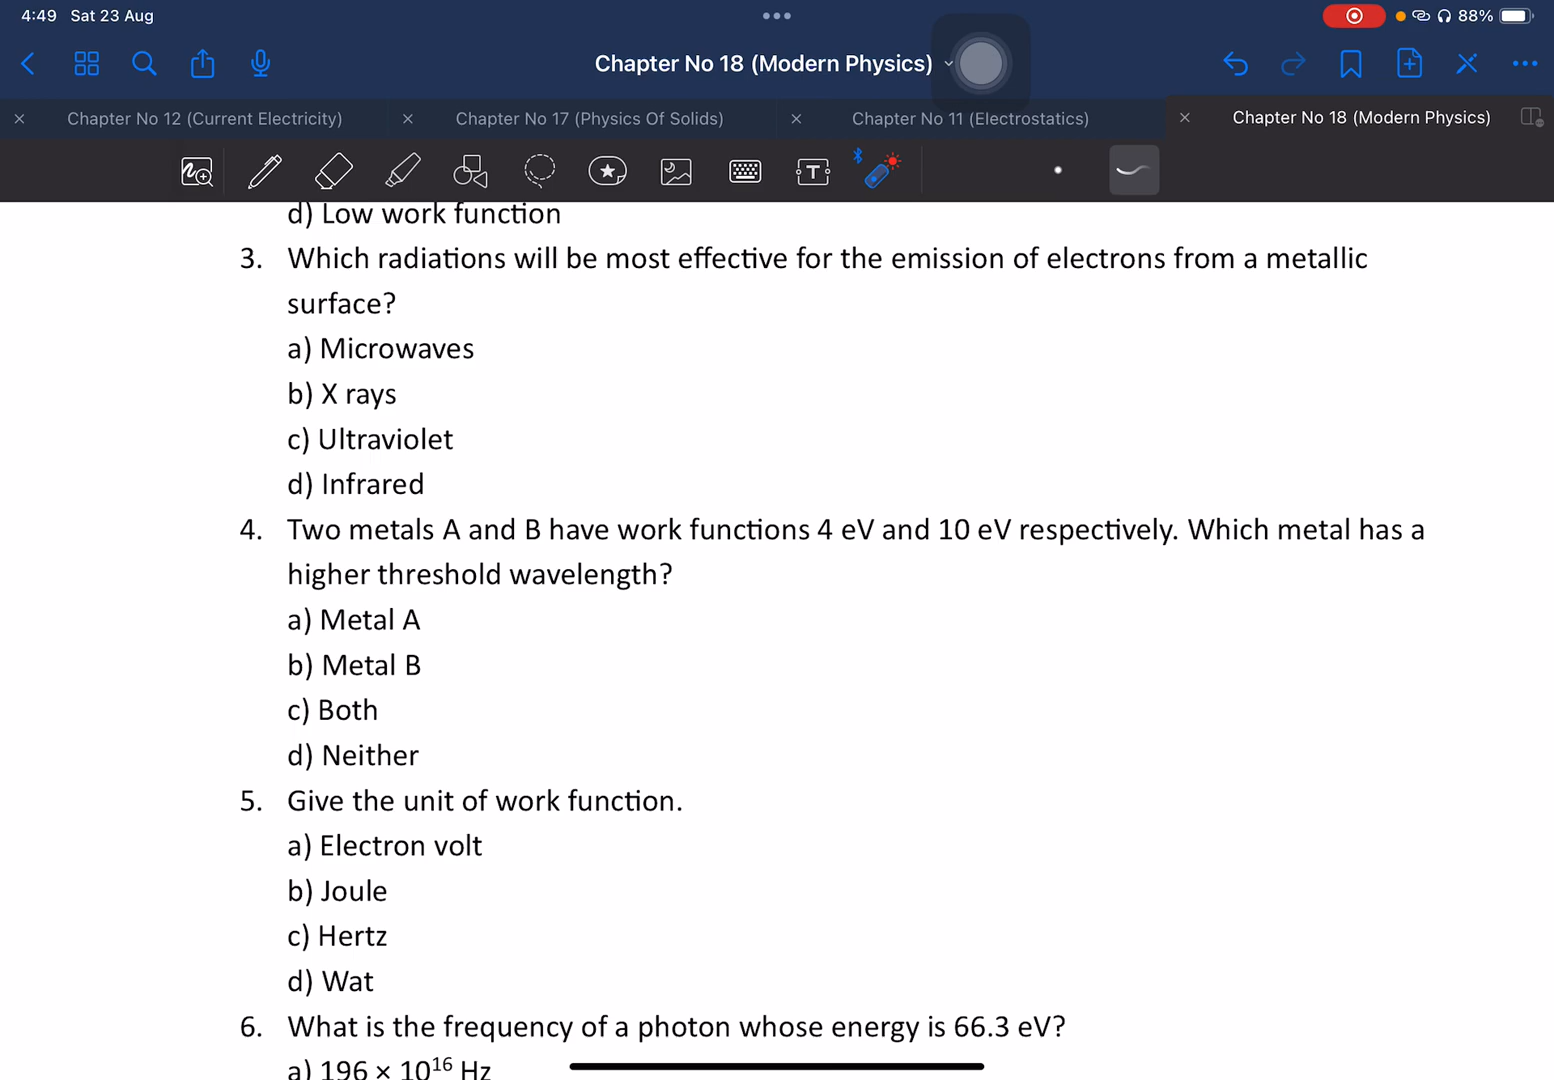 4:49 Sat 23 Aug
88%
Chapter No 18 (Modern Physics)
Chapter No 12 (Current Electricity)
Chapter No 17 (Physics Of Solids)
Chapter No 11 (Electrostatics)
Chapter No 18 (Modern Physics)
T
d) Low work function
3. Which radiations will be most effective for the emission of electrons from a metallic
surface?
a) Microwaves
b) X rays
c) Ultraviolet
d) Infrared
4. Two metals A and B have work functions 4 eV and 10 eV respectively. Which metal has a
higher threshold wavelength?
a) Metal A
b) Metal B
c) Both
d) Neither
5. Give the unit of work function.
a) Electron volt
b) Joule
c) Hertz
d) Wat
6. What is the frequency of a photon whose energy is 66.3 eV?
a) 196 × 10¹⁶ Hz